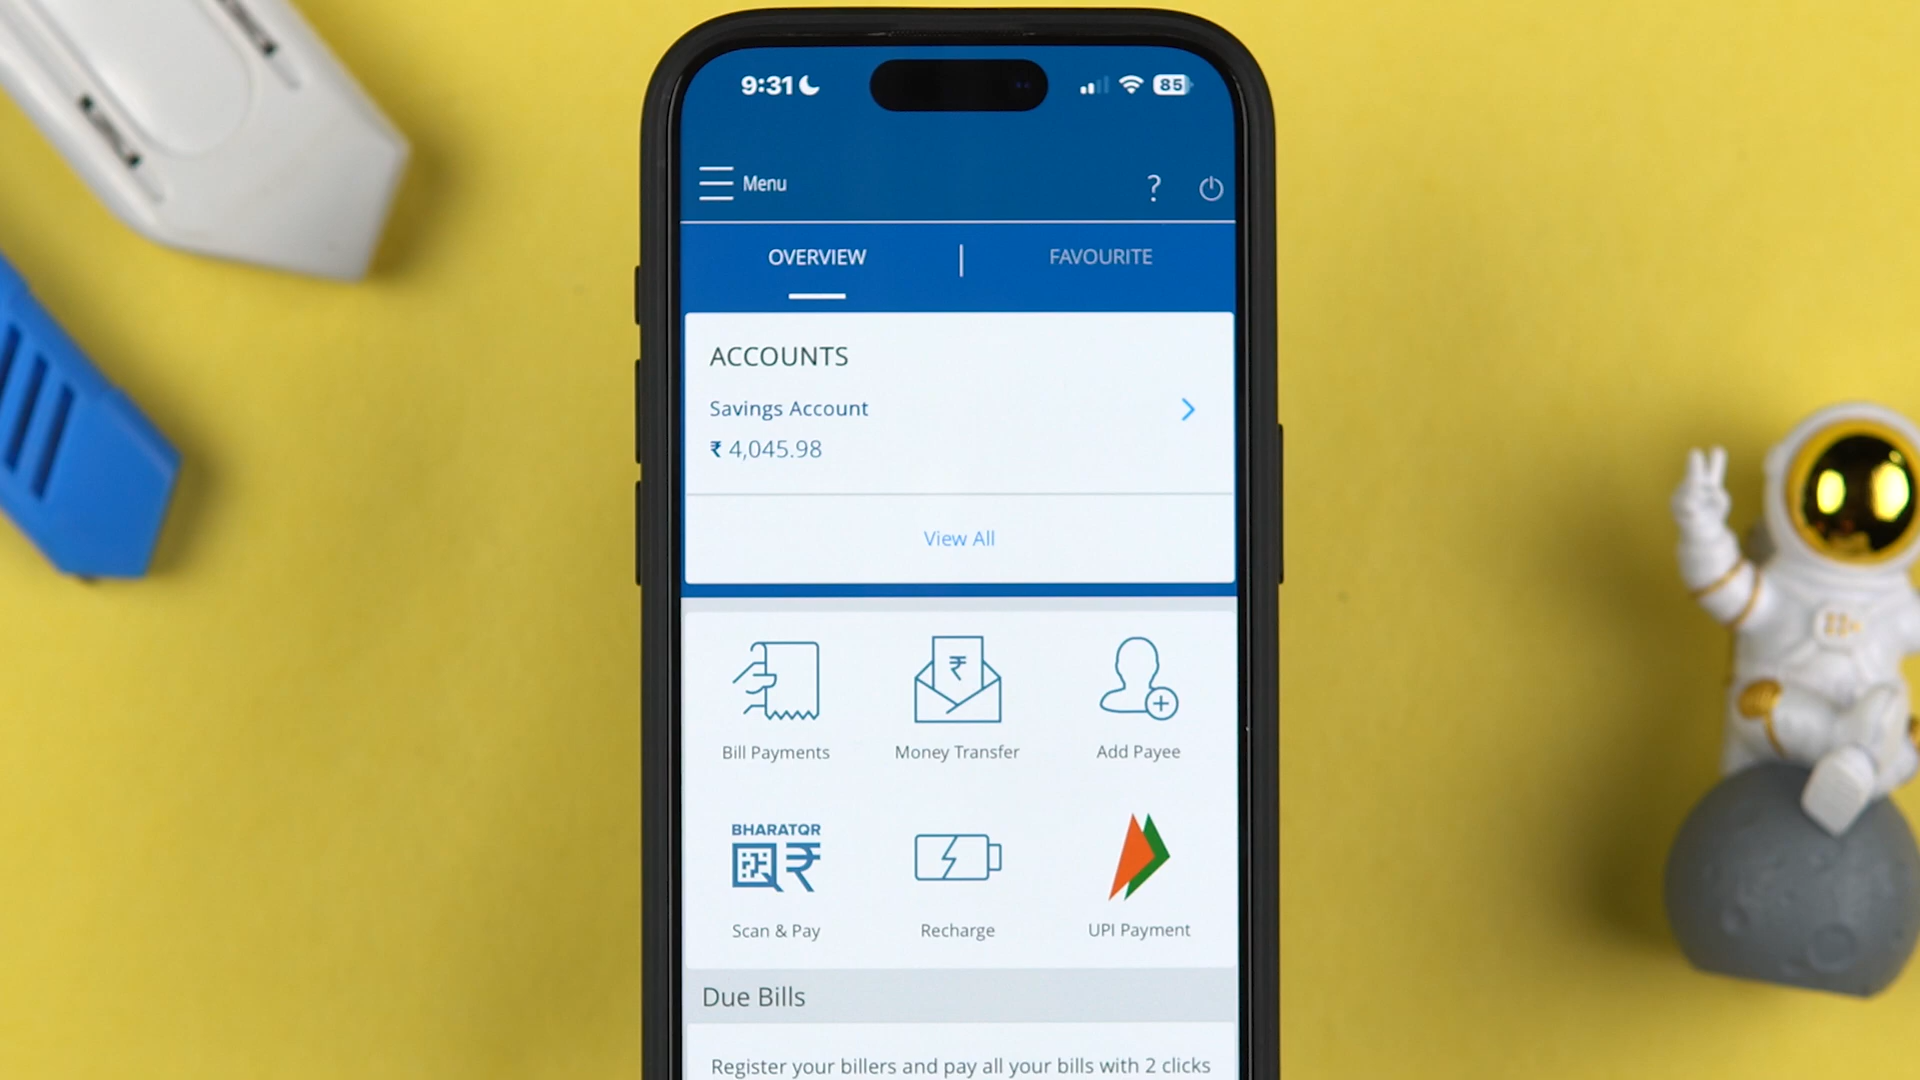 9:31
85
Menu
?
OVERVIEW | FAVOURITE
ACCOUNTS
Savings Account
₹ 4,045.98
View All
₹
Bill Payments
Money Transfer
Add Payee
BHARATQR
₹
Scan & Pay
Recharge
UPI Payment
Due Bills
Register your billers and pay all your bills with 2 clicks